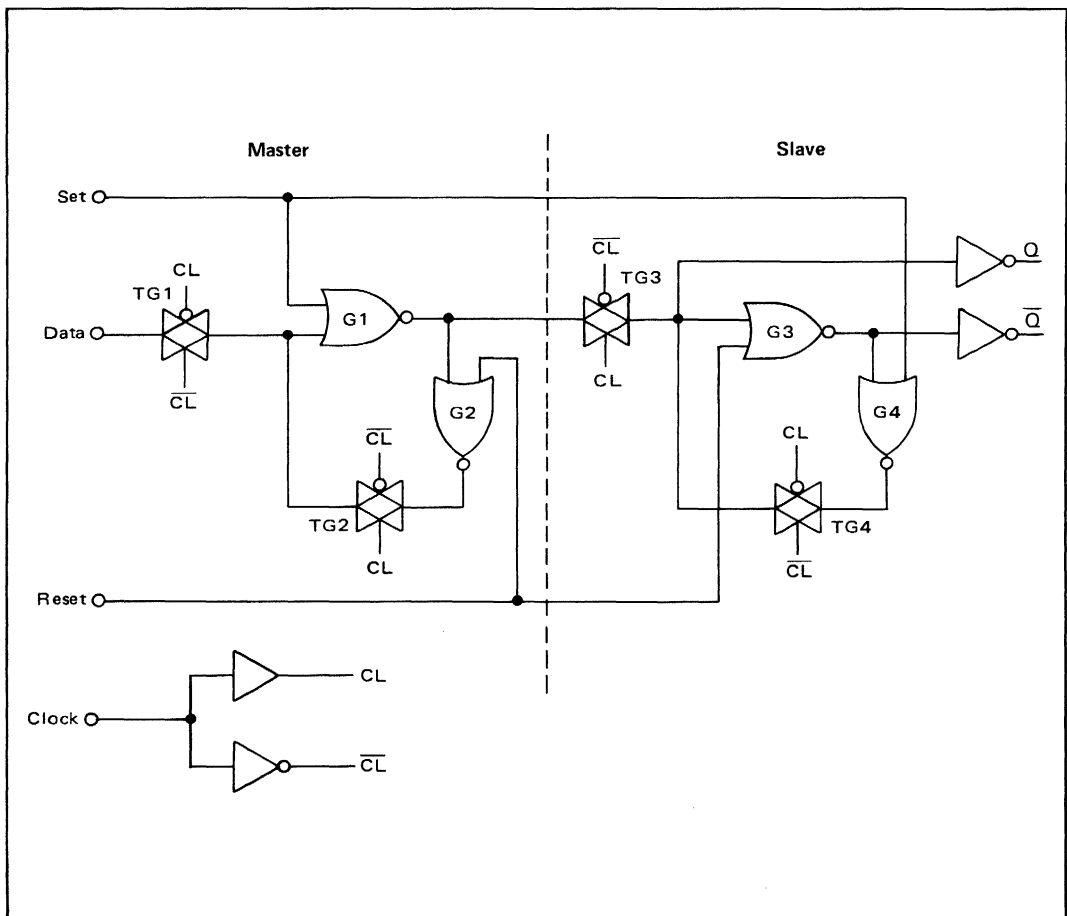 Master
Slave
Set
CL
TG1
G1
CL̅
TG3
Q
Data
G3
Q̅
CL̅
CL
G2
G4
CL̅
CL
TG2
TG4
CL
CL̅
Reset
CL
Clock
CL̅